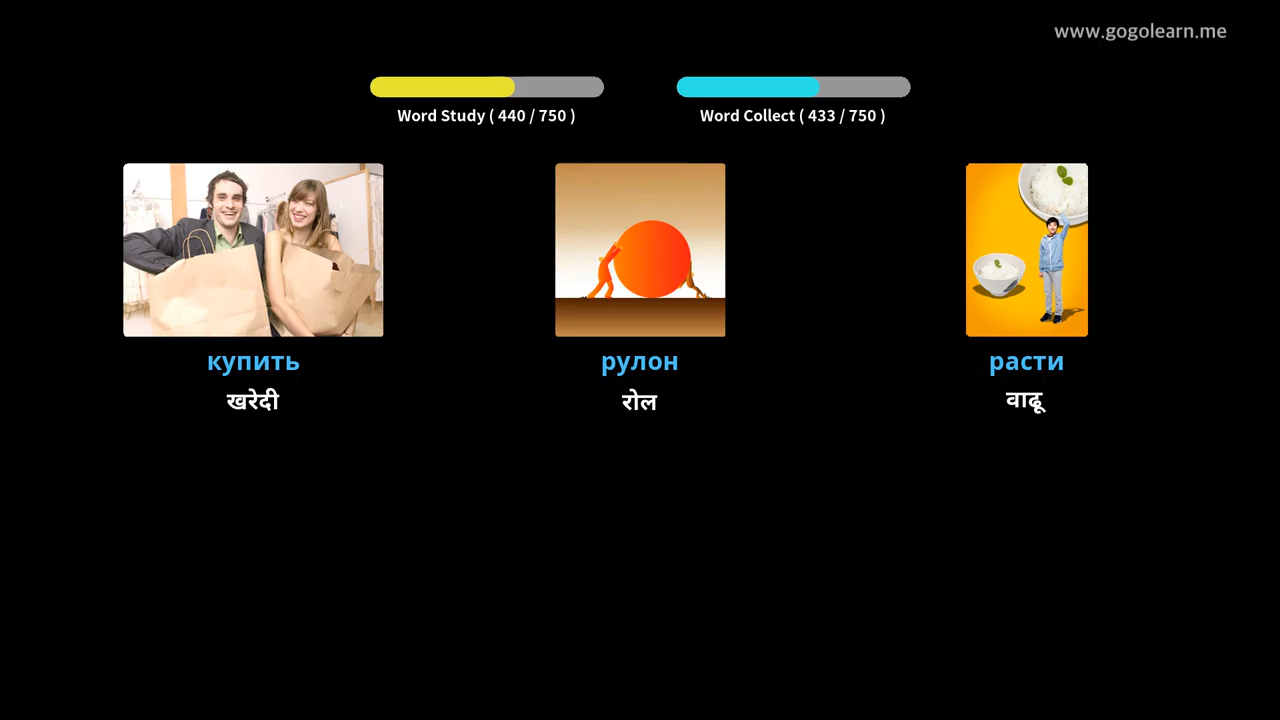 www.gogolearn.me
Word Study ( 440 / 750 )
Word Collect ( 433 / 750 )
купить
рулон
расти
खरेदी
रोल
वाढू